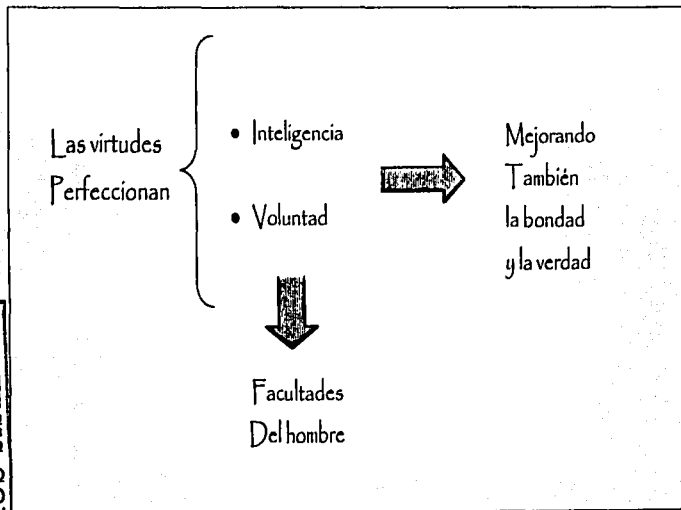 Las virtudes
Perfeccionan
• Inteligencia
• Voluntad
Mejorando
También
la bondad
y la verdad
Facultades
Del hombre